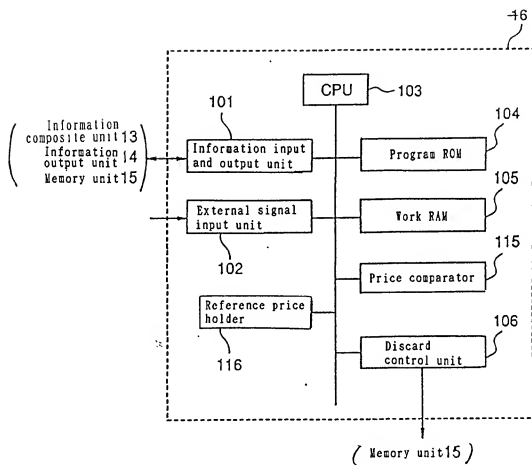 16
CPU
103
101
104
Information
composite unit 13
Information
output unit 14
Memory unit 15
Information input
and output unit
Program ROM
105
External signal
input unit
Work RAM
102
115
Price comparator
Reference price
holder
106
116
Discard
control unit
(Memory unit 15)